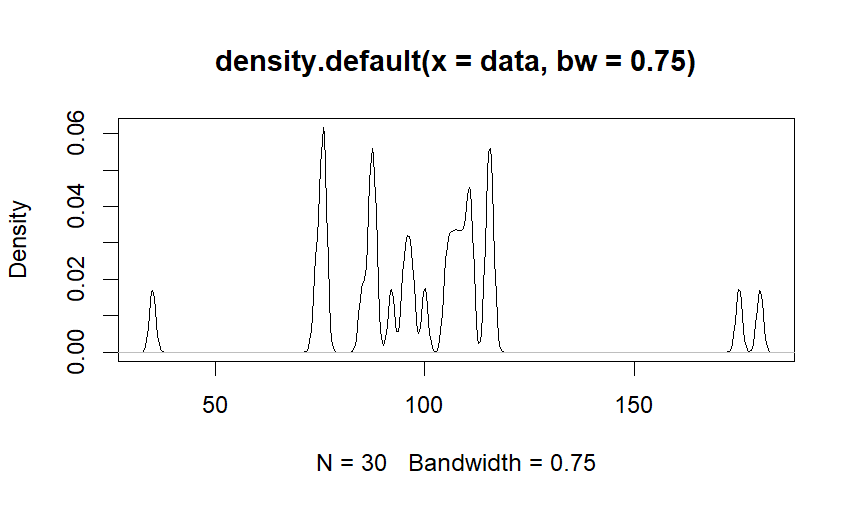 density.default(x = data, bw = 0.75)
Density
0.06
0.04
0.02
0.00
50 100 150
N = 30 Bandwidth = 0.75